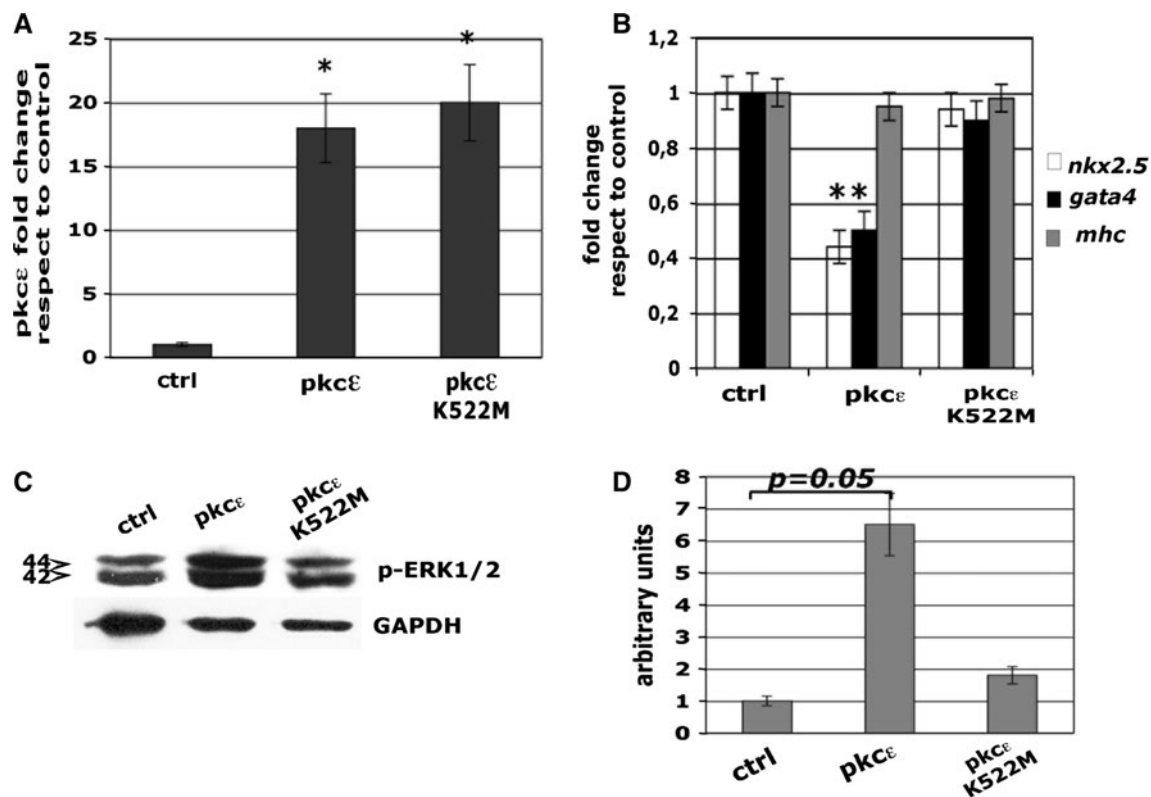 A
pkcε fold change
respect to control
25
20
15
10
5
0
*
*
ctrl
pkcε
pkcε
K522M
B
fold change
respect to control
1,2
1
0,8
0,6
0,4
0,2
0
**
ctrl
pkcε
pkcε
K522M
nkx2.5
gata4
mhc
C
ctrl
pkcε
pkcε
K522M
44
42
p-ERK1/2
GAPDH
D
arbitrary units
8
7
6
5
4
3
2
1
0
p=0.05
ctrl
pkcε
pkcε
K522M